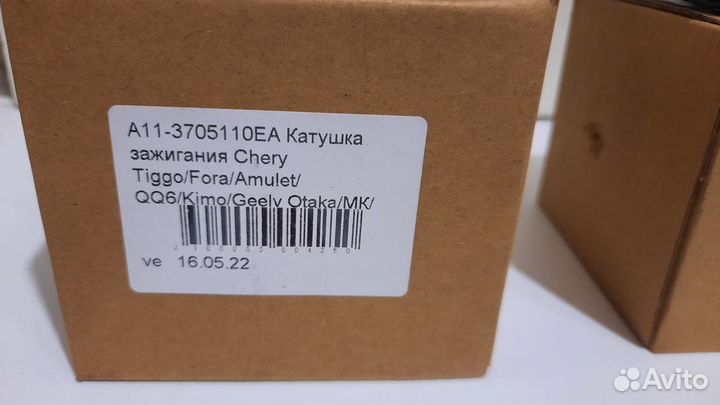 A11-3705110EA Катушка
зажигания Chery
Tiggo/Fora/Amulet/
QQ6/Kimo/Geely Otaka/MK/
ve 16.05.22
Avito